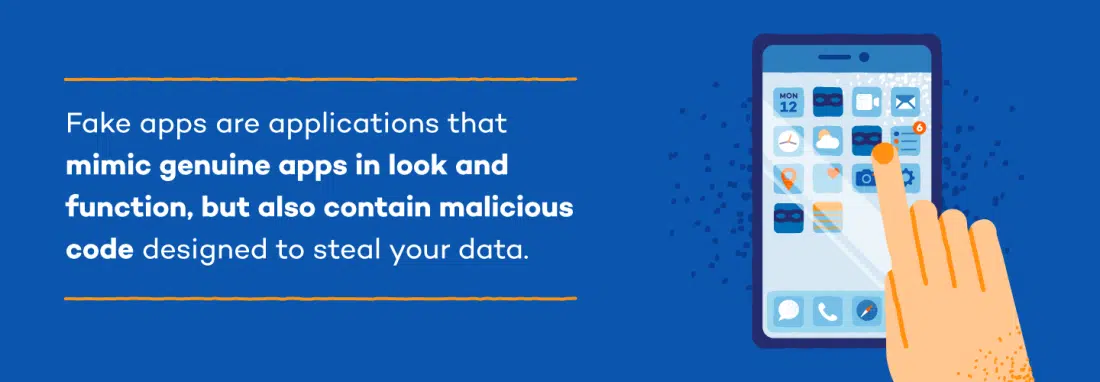 Fake apps are applications that
mimic genuine apps in look and
function, but also contain malicious
code designed to steal your data.
MON
12
6